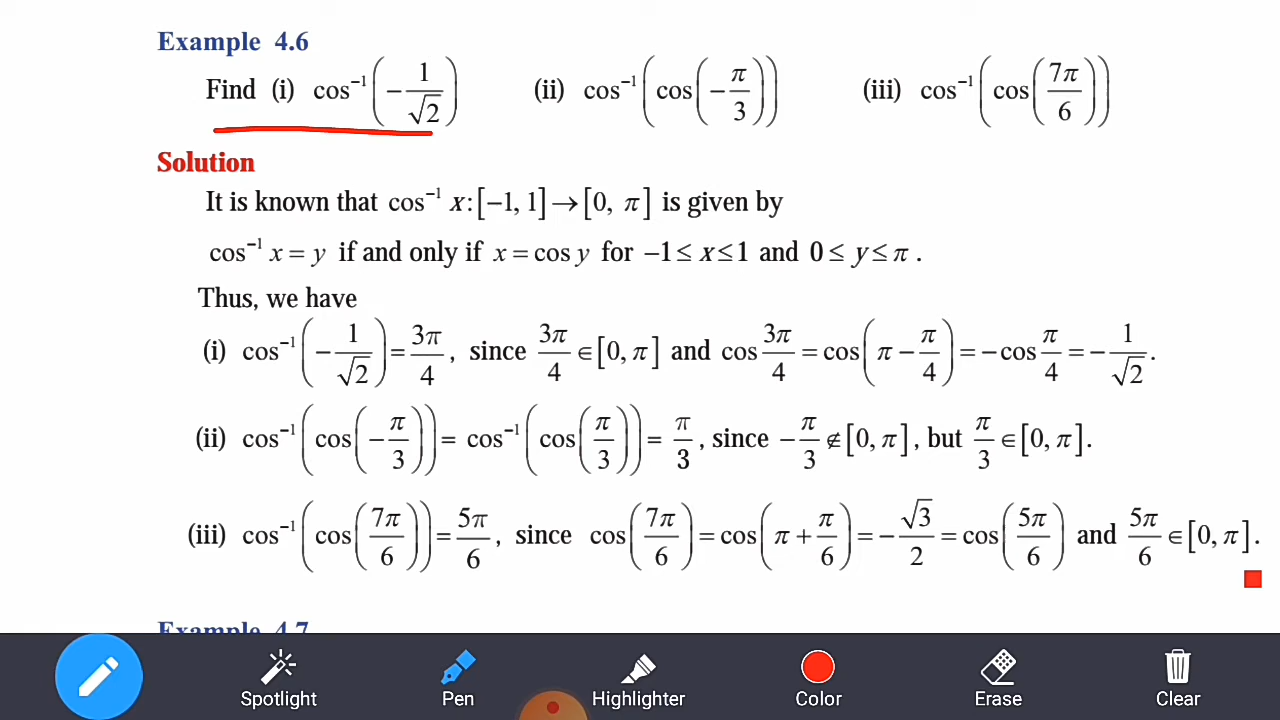 Example 4.6
Find (i) cos⁻¹(−1/√2) (ii) cos⁻¹(cos(−π/3)) (iii) cos⁻¹(cos(7π/6))
Solution
It is known that cos⁻¹ x : [−1, 1] → [0, π] is given by
cos⁻¹ x = y if and only if x = cos y for −1 ≤ x ≤ 1 and 0 ≤ y ≤ π .
Thus, we have
(i) cos⁻¹(−1/√2) = 3π/4, since 3π/4 ∈ [0, π] and cos 3π/4 = cos(π − π/4) = −cos π/4 = −1/√2.
(ii) cos⁻¹(cos(−π/3)) = cos⁻¹(cos(π/3)) = π/3, since −π/3 ∉ [0, π], but π/3 ∈ [0, π].
(iii) cos⁻¹(cos(7π/6)) = 5π/6, since cos(7π/6) = cos(π + π/6) = −√3/2 = cos(5π/6) and 5π/6 ∈ [0, π].
Example 4.7
Spotlight Pen Highlighter Color Erase Clear